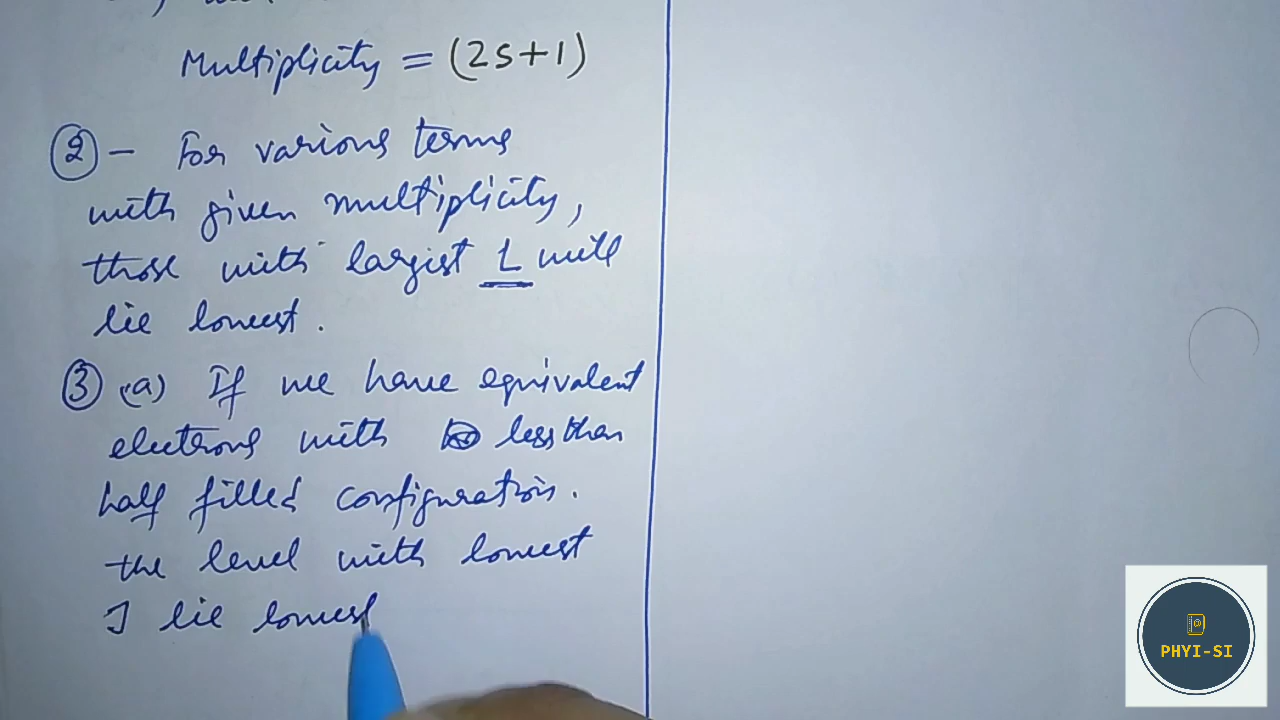 Multiplicity = (2s+1)
② - For various terms
with given multiplicity,
those with largist L will
lie lowest.
③ (a) If we have equivalent
electrons with less than
half filled configuration.
the level with lowest
J lie lowest
PHYI-SI